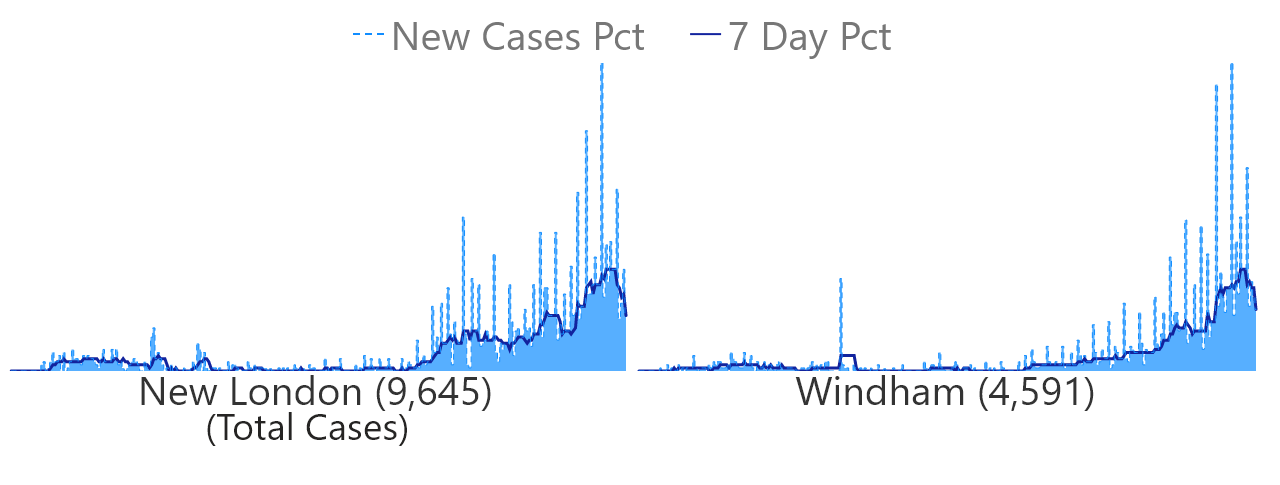 New Cases Pct 7 Day Pct
New London (9,645)
(Total Cases)
Windham (4,591)